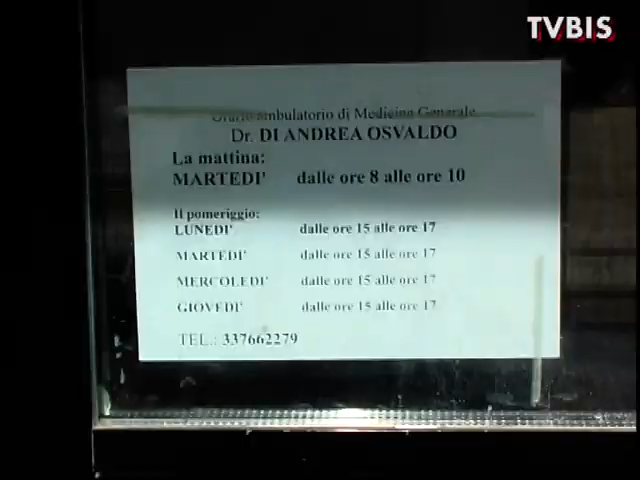 TVBIS
Orario ambulatorio di Medicina Generale
Dr. DI ANDREA OSVALDO
La mattina:
MARTEDI' dalle ore 8 alle ore 10
Il pomeriggio:
LUNEDI' dalle ore 15 alle ore 17
MARTEDI' dalle ore 15 alle ore 17
MERCOLEDI' dalle ore 15 alle ore 17
GIOVEDI' dalle ore 15 alle ore 17
TEL.: 337662279